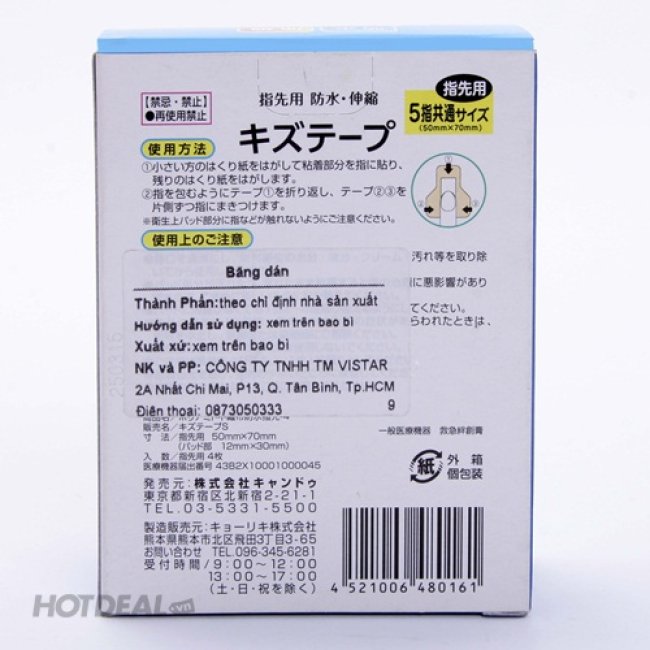 【禁忌・禁止】
●再使用禁止
指先用 防水・伸縮
キズテープ
指先用
5指共通サイズ
(50mm×70mm)
使用方法
①小さい方のはくり紙をはがして粘着部分を指に貼り、
残りのはくり紙をはがします。
②指を包むようにテープ①を折り返し、テープ②③を
片側ずつ指にまきつけます。
※衛生上パッド部分に指などが触れないようにご注意ください。
①
②
③
使用上のご注意
汚れ等を取り除
に悪影響があり
てください。
らわれたときは、
Băng dán
Thành Phần:theo chỉ định nhà sản xuất
Hướng dẫn sử dụng: xem trên bao bì
Xuất xứ:xem trên bao bì
NK và PP: CÔNG TY TNHH TM VISTAR
2A Nhất Chi Mai, P13, Q. Tân Bình, Tp.HCM
Điện thoại: 0873050333 9
販売名/キズテープS
寸 法/指先用 50mm×70mm
(パッド部 12mm×30mm)
入 数/指先用 4枚
医療機器届出番号 43B2X10001000045
一般医療機器 救急絆創膏
紙
外箱
個包装
発売元:株式会社キャンドゥ
東京都新宿区北新宿2-21-1
TEL 03-5331-5500
製造販売元:キョーリキ株式会社
熊本県熊本市北区飛田3丁目3-65
お問い合わせ TEL.096-345-6281
受付時間/9:00~12:00
13:00~17:00
(土・日・祝を除く)
4 521006 480161
HOTDEAL.vn